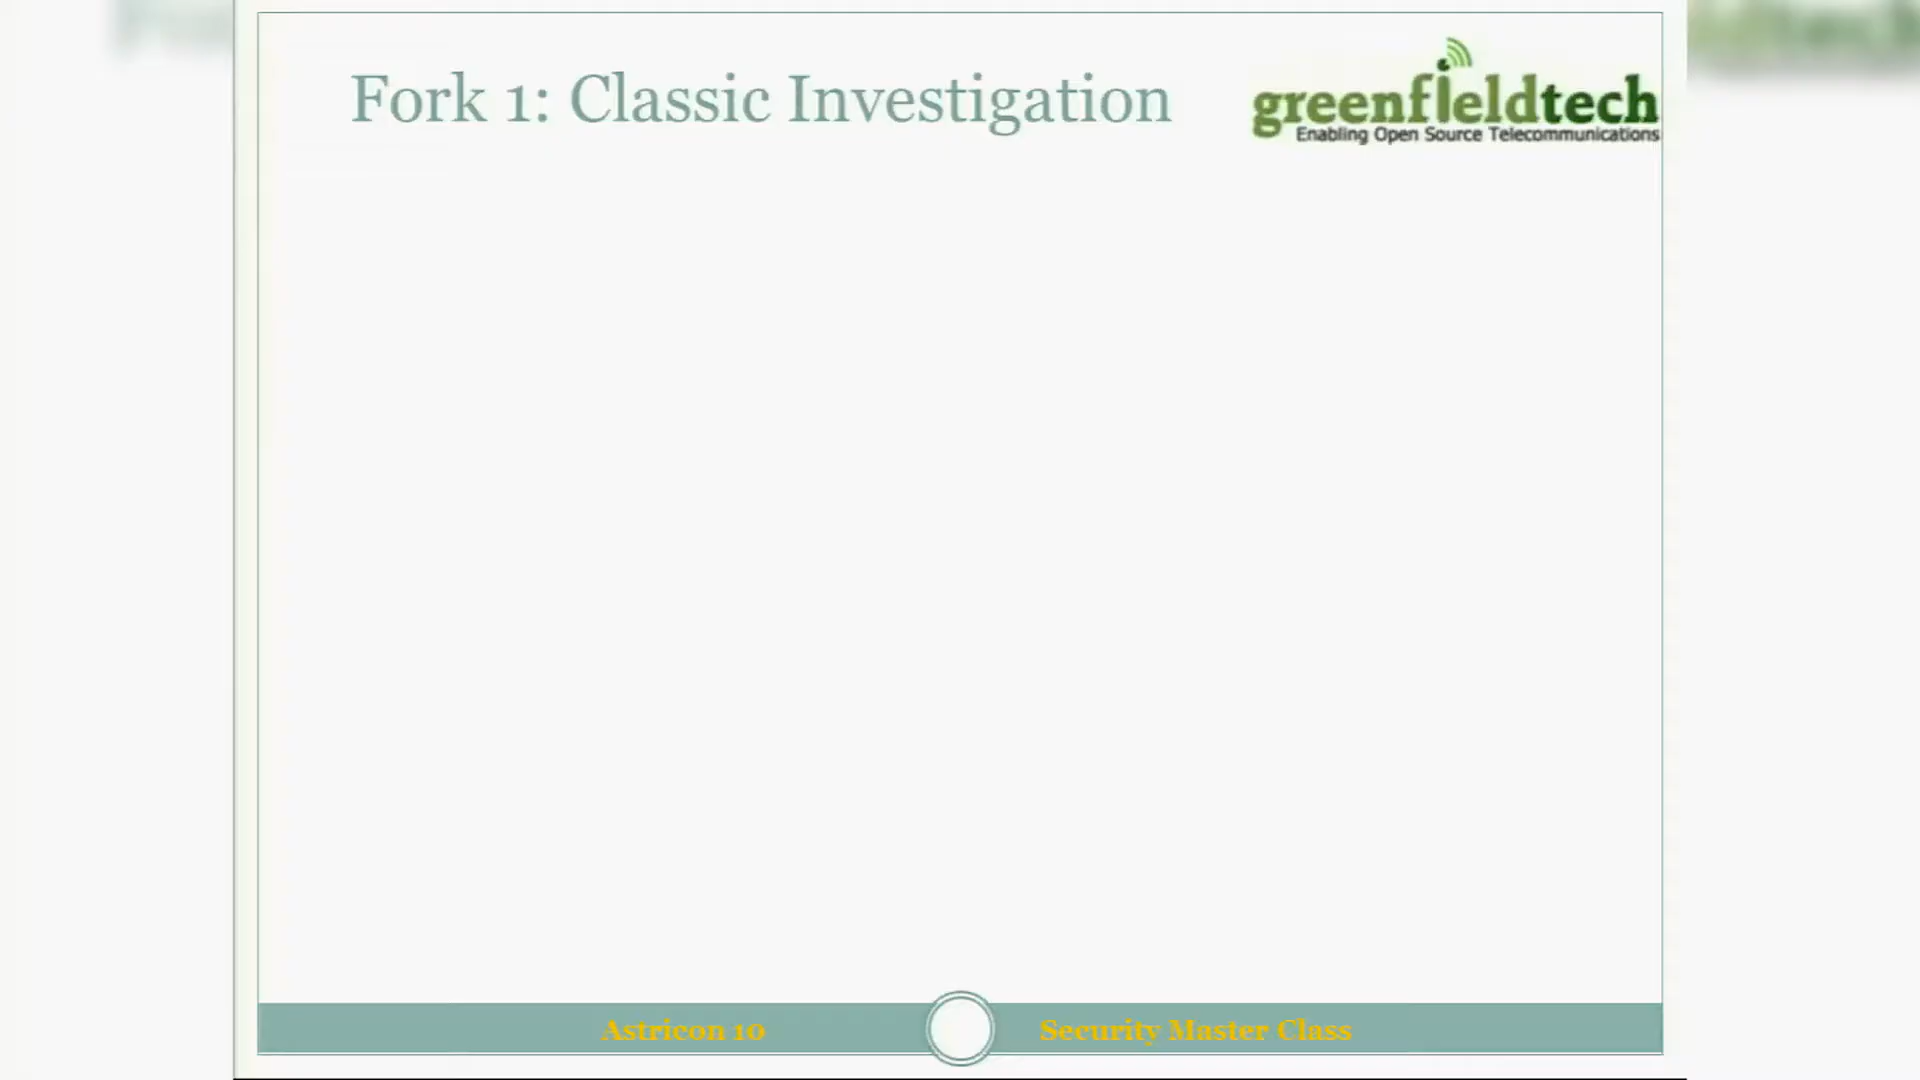 Fork 1: Classic Investigation
greenfieldtech
Enabling Open Source Telecommunications
Astricon 10
Security Master Class